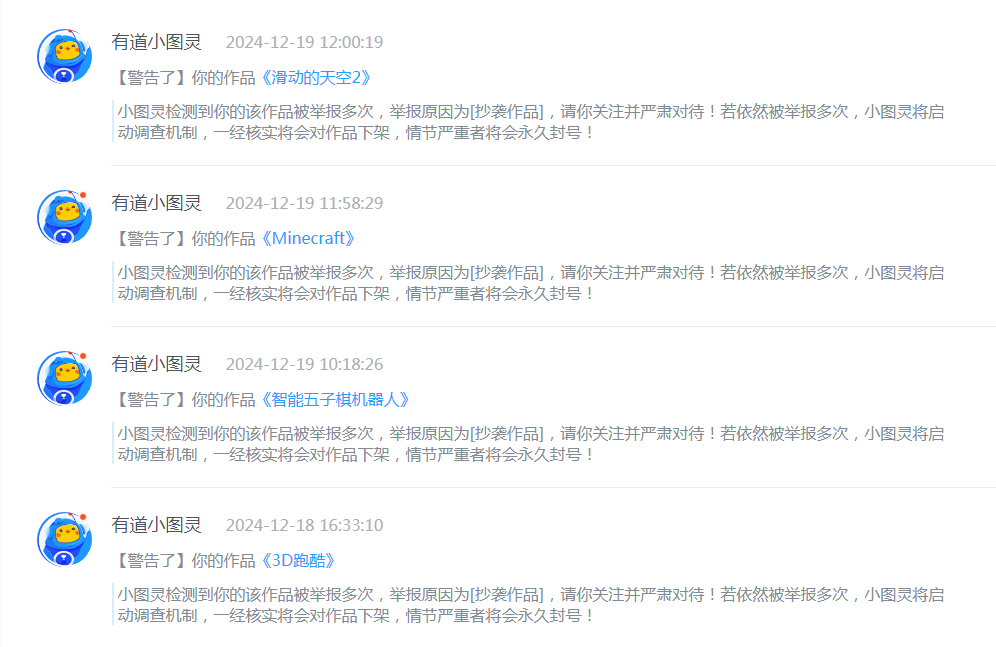 有道小图灵 2024-12-19 12:00:19
【警告了】你的作品《滑动的天空2》
小图灵检测到你的该作品被举报多次，举报原因为[抄袭作品]，请你关注并严肃对待！若依然被举报多次，小图灵将启
动调查机制，一经核实将会对作品下架，情节严重者将会永久封号！
有道小图灵 2024-12-19 11:58:29
【警告了】你的作品《Minecraft》
小图灵检测到你的该作品被举报多次，举报原因为[抄袭作品]，请你关注并严肃对待！若依然被举报多次，小图灵将启
动调查机制，一经核实将会对作品下架，情节严重者将会永久封号！
有道小图灵 2024-12-19 10:18:26
【警告了】你的作品《智能五子棋机器人》
小图灵检测到你的该作品被举报多次，举报原因为[抄袭作品]，请你关注并严肃对待！若依然被举报多次，小图灵将启
动调查机制，一经核实将会对作品下架，情节严重者将会永久封号！
有道小图灵 2024-12-18 16:33:10
【警告了】你的作品《3D跑酷》
小图灵检测到你的该作品被举报多次，举报原因为[抄袭作品]，请你关注并严肃对待！若依然被举报多次，小图灵将启
动调查机制，一经核实将会对作品下架，情节严重者将会永久封号！